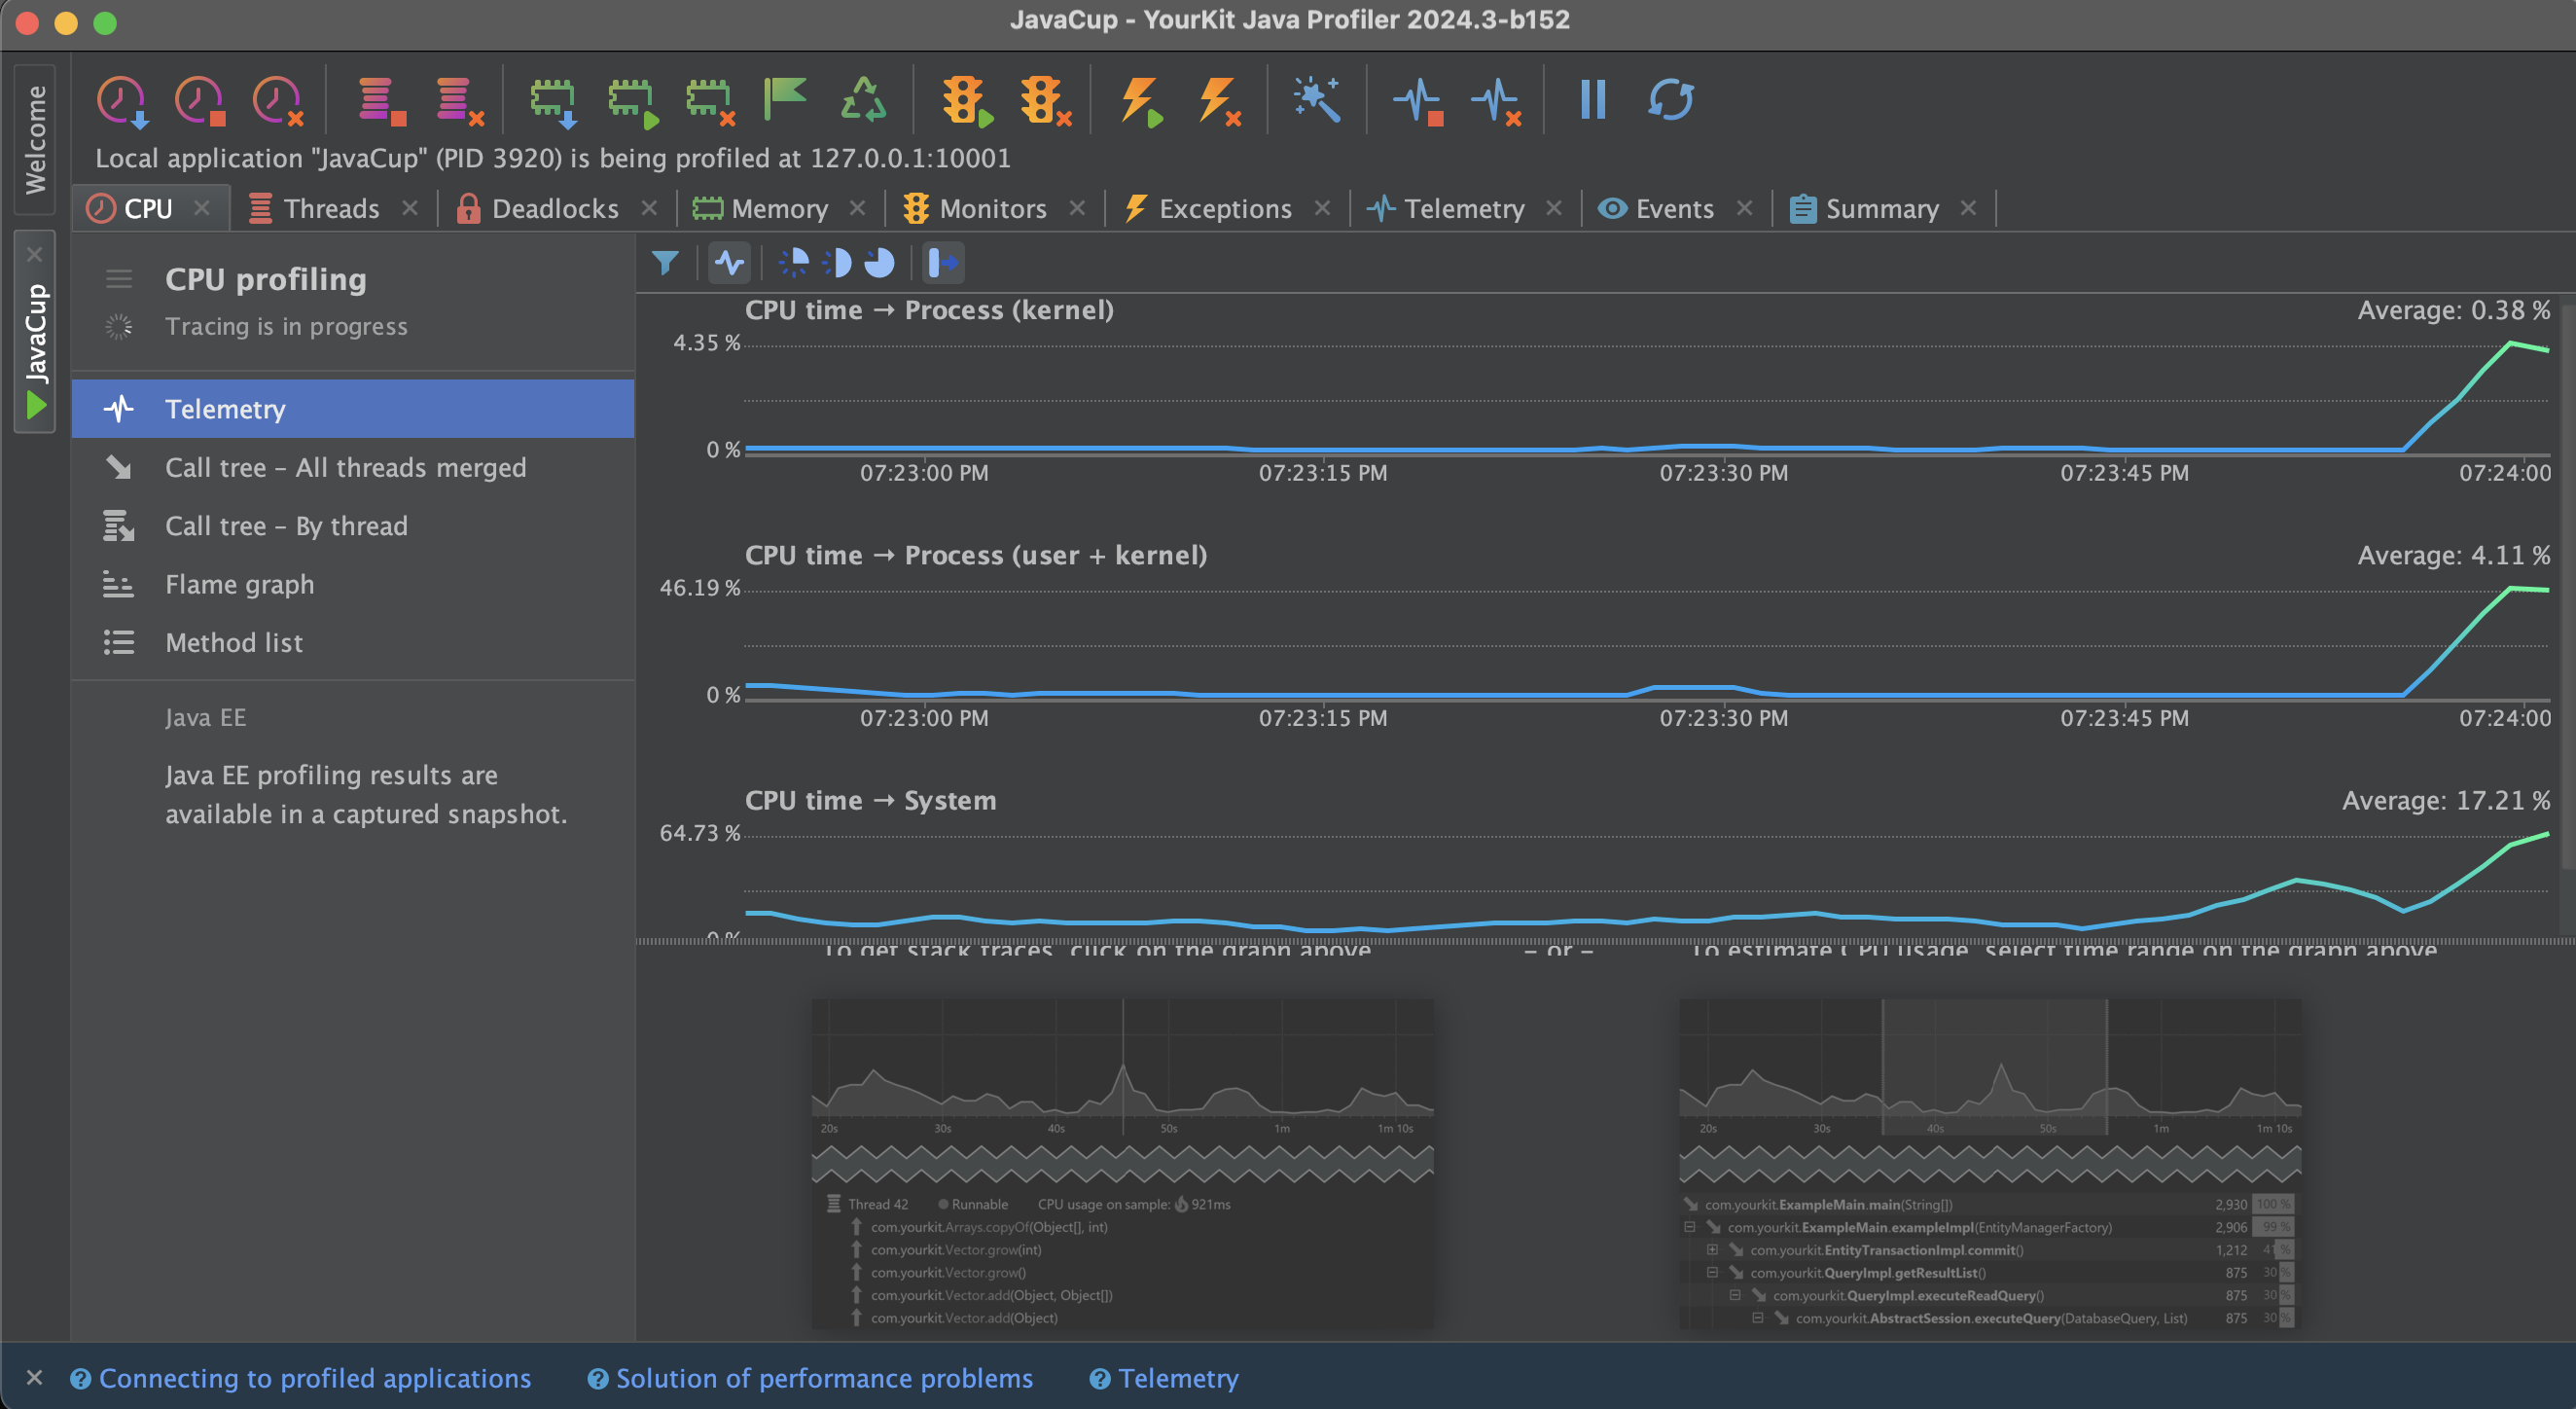 JavaCup - YourKit Java Profiler 2024.3-b152
Welcome
JavaCup
Local application "JavaCup" (PID 3920) is being profiled at 127.0.0.1:10001
CPU
Threads
Deadlocks
Memory
Monitors
Exceptions
Telemetry
Events
Summary
CPU profiling
Tracing is in progress
Telemetry
Call tree – All threads merged
Call tree – By thread
Flame graph
Method list
Java EE
Java EE profiling results are
available in a captured snapshot.
CPU time → Process (kernel)
Average: 0.38 %
4.35 %
0 %
07:23:00 PM
07:23:15 PM
07:23:30 PM
07:23:45 PM
07:24:00
CPU time → Process (user + kernel)
Average: 4.11 %
46.19 %
0 %
07:23:00 PM
07:23:15 PM
07:23:30 PM
07:23:45 PM
07:24:00
CPU time → System
Average: 17.21 %
64.73 %
0 %
To get stack traces, click on the graph above
– or –
To estimate CPU usage, select time range on the graph above
20s
30s
40s
50s
1m
1m 10s
Thread 42
Runnable
CPU usage on sample: 921ms
com.yourkit.Arrays.copyOf(Object[], int)
com.yourkit.Vector.grow(int)
com.yourkit.Vector.grow()
com.yourkit.Vector.add(Object, Object[])
com.yourkit.Vector.add(Object)
20s
30s
40s
50s
1m
1m 10s
com.yourkit.ExampleMain.main(String[]) 2,930 100 %
com.yourkit.ExampleMain.exampleImpl(EntityManagerFactory) 2,906 99 %
com.yourkit.EntityTransactionImpl.commit() 1,212 41 %
com.yourkit.QueryImpl.getResultList() 875 30 %
com.yourkit.QueryImpl.executeReadQuery() 875 30 %
com.yourkit.AbstractSession.executeQuery(DatabaseQuery, List) 875 30 %
Connecting to profiled applications
Solution of performance problems
Telemetry